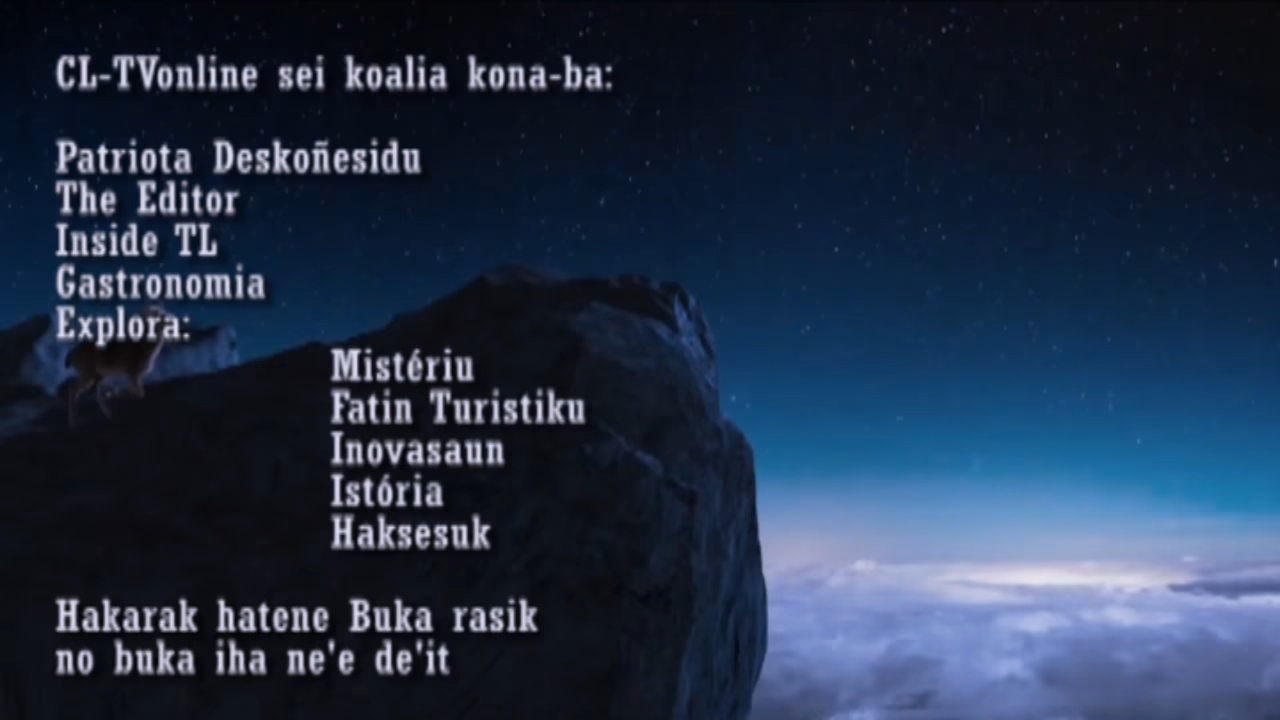 CL-TVonline sei koalia kona-ba:
Patriota Deskoñesidu
The Editor
Inside TL
Gastronomia
Explora:
Mistériu
Fatin Turistiku
Inovasaun
Istória
Haksesuk
Hakarak hatene Buka rasik
no buka iha ne'e de'it